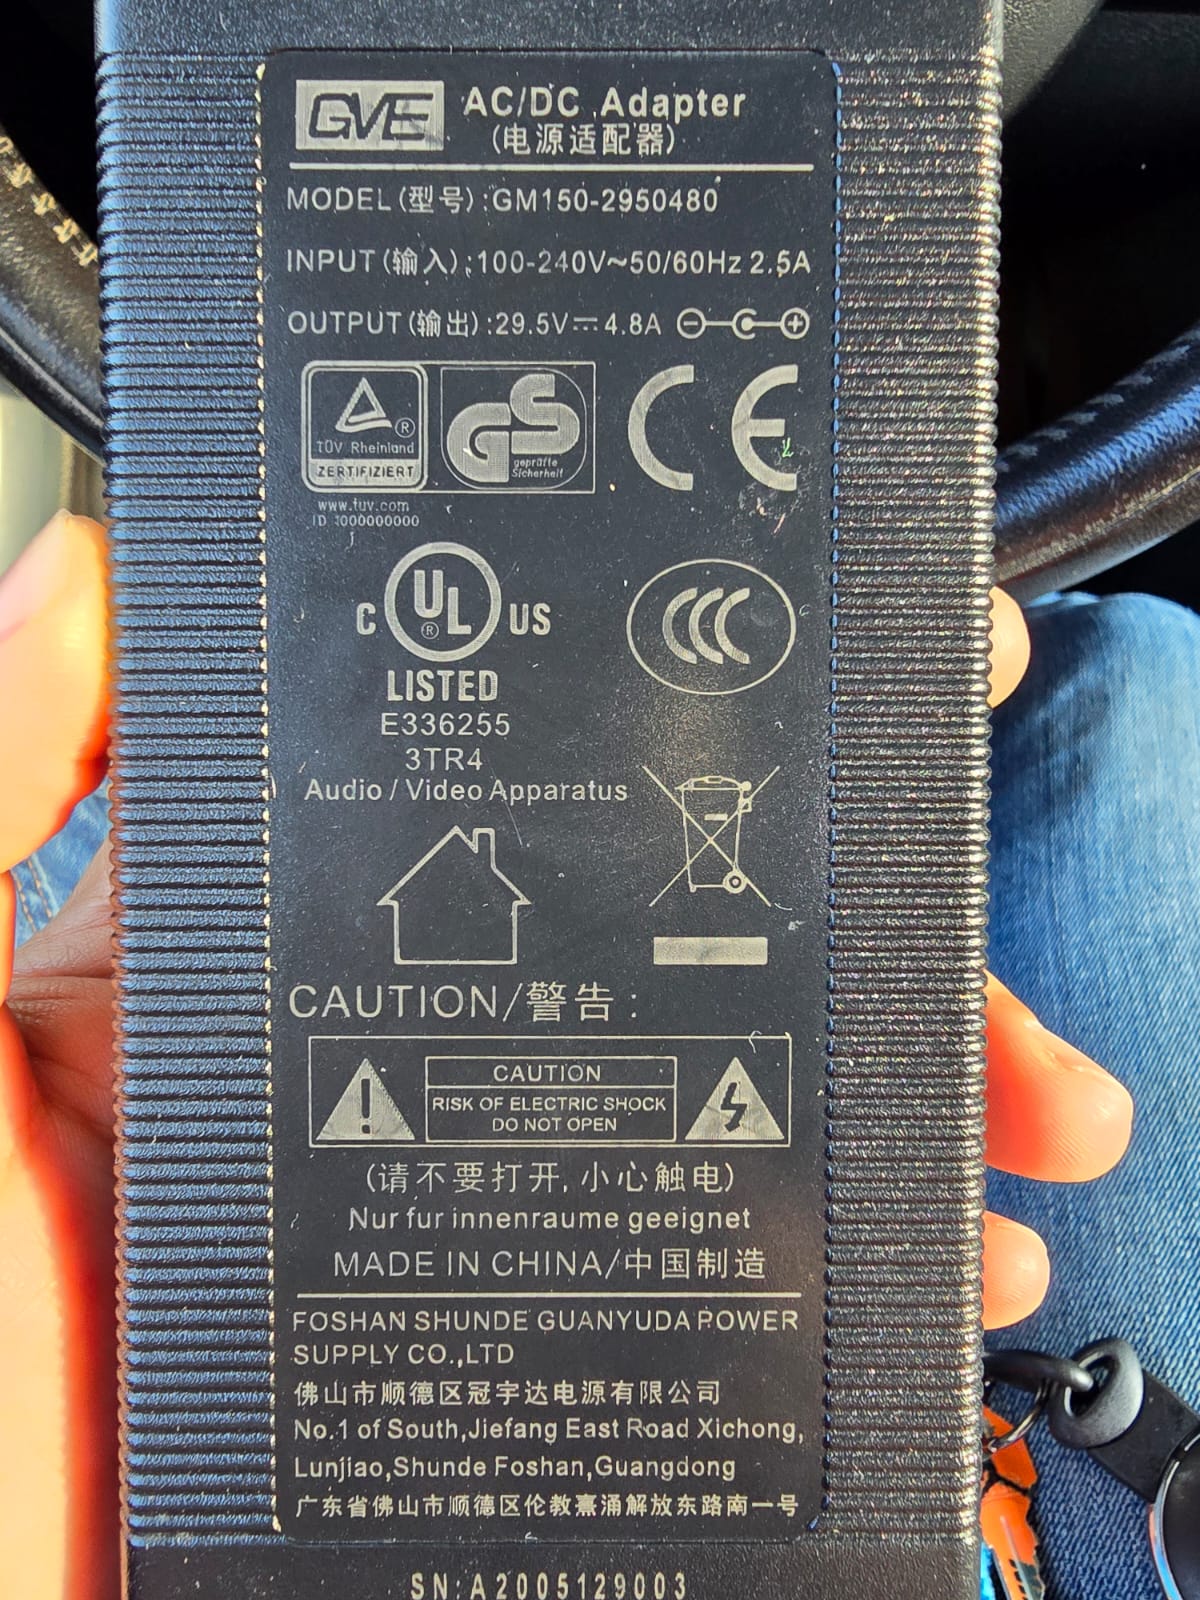 GVE AC/DC Adapter
(电源适配器)
MODEL(型号):GM150-2950480
INPUT(输入):100-240V~50/60Hz 2.5A
OUTPUT(输出):29.5V⎓4.8A
TÜV Rheinland
ZERTIFIZIERT
GS
geprüfte
Sicherheit
CE
www.tuv.com
ID 1000000000
C UL® US
LISTED
E336255
3TR4
Audio / Video Apparatus
CCC
CAUTION/警告:
CAUTION
RISK OF ELECTRIC SHOCK
DO NOT OPEN
(请不要打开,小心触电)
Nur fur innenraume geeignet
MADE IN CHINA/中国制造
FOSHAN SHUNDE GUANYUDA POWER
SUPPLY CO.,LTD
佛山市顺德区冠宇达电源有限公司
No.1 of South,Jiefang East Road Xichong,
Lunjiao,Shunde Foshan,Guangdong
广东省佛山市顺德区伦教熹涌解放东路南一号
SN:A2005129003